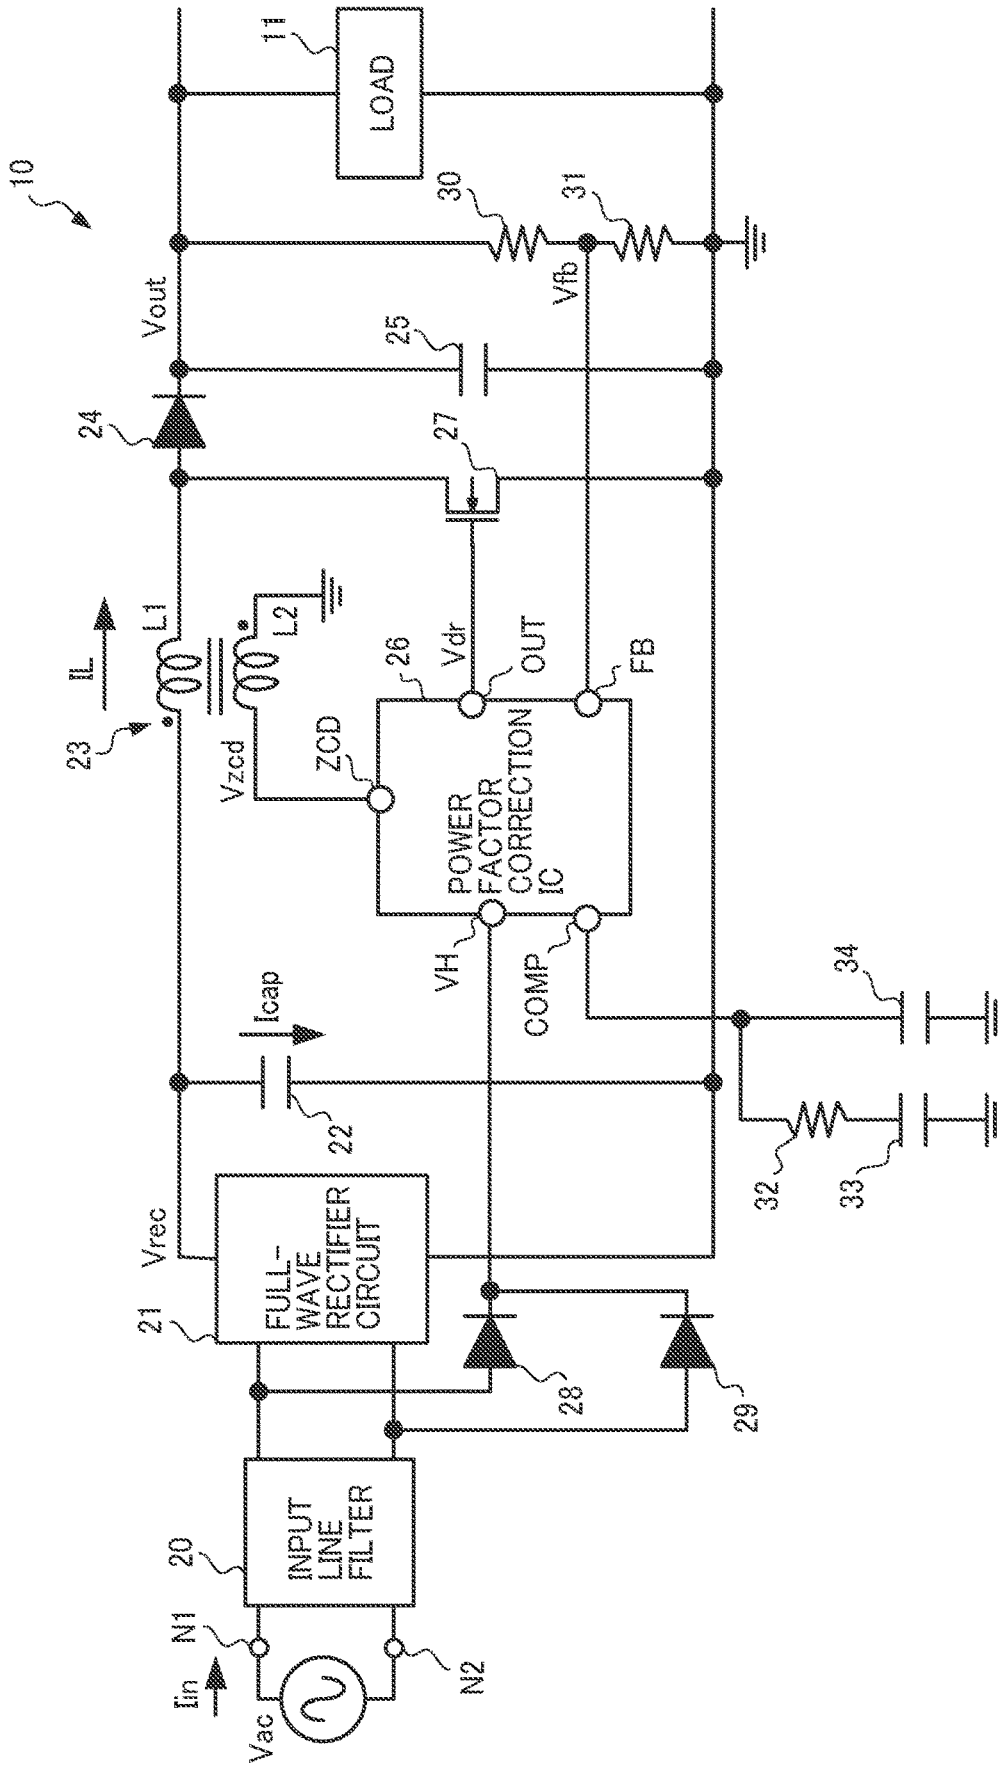 10
IL
23
L1
24
Vout
11
LOAD
Vrec
21
FULL-
WAVE
RECTIFIER
CIRCUIT
22
Icap
Vzcd
L2
ZCD
26
Vdr
OUT
27
25
30
Vfb
31
FB
POWER
FACTOR
CORRECTION
IC
VH
COMP
Iin
N1
Vac
N2
20
INPUT
LINE
FILTER
28
29
32
33
34